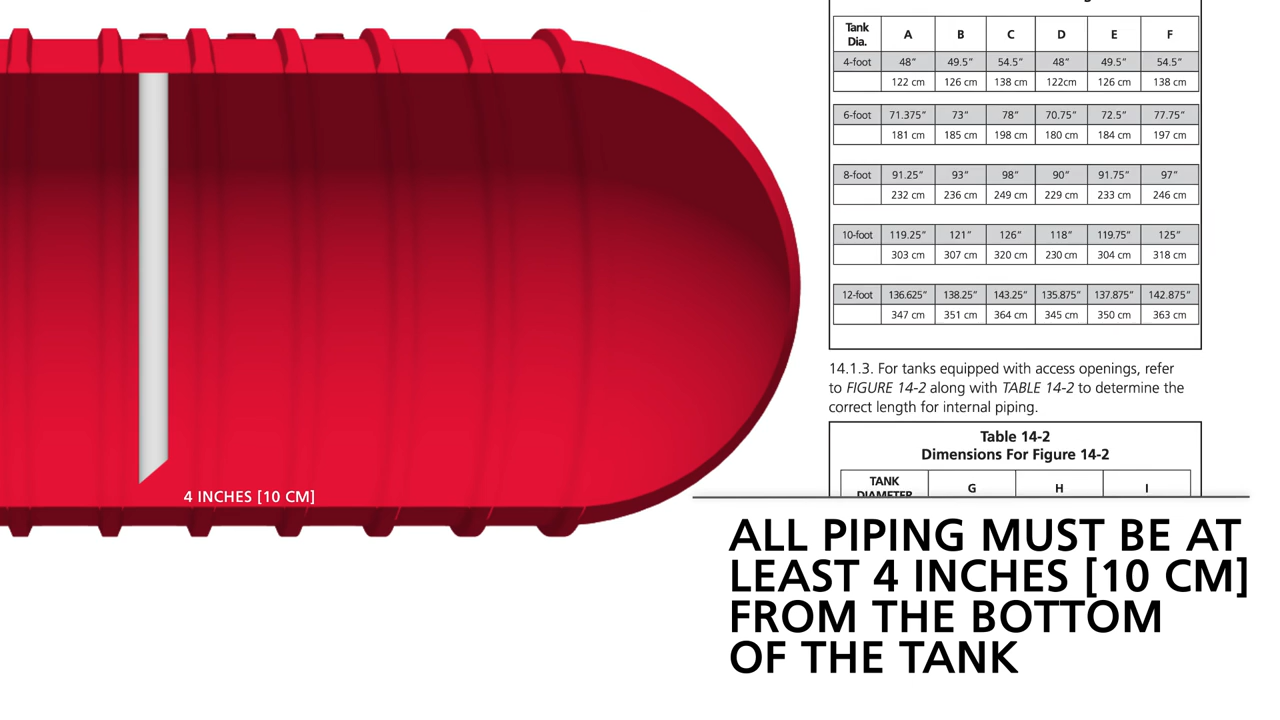 Tank Dia. A B C D E F
4-foot 48" 49.5" 54.5" 48" 49.5" 54.5"
122 cm 126 cm 138 cm 122cm 126 cm 138 cm
6-foot 71.375" 73" 78" 70.75" 72.5" 77.75"
181 cm 185 cm 198 cm 180 cm 184 cm 197 cm
8-foot 91.25" 93" 98" 90" 91.75" 97"
232 cm 236 cm 249 cm 229 cm 233 cm 246 cm
10-foot 119.25" 121" 126" 118" 119.75" 125"
303 cm 307 cm 320 cm 230 cm 304 cm 318 cm
12-foot 136.625" 138.25" 143.25" 135.875" 137.875" 142.875"
347 cm 351 cm 364 cm 345 cm 350 cm 363 cm
14.1.3. For tanks equipped with access openings, refer
to FIGURE 14-2 along with TABLE 14-2 to determine the
correct length for internal piping.
Table 14-2
Dimensions For Figure 14-2
TANK DIAMETER G H I
4 INCHES [10 CM]
ALL PIPING MUST BE AT
LEAST 4 INCHES [10 CM]
FROM THE BOTTOM
OF THE TANK